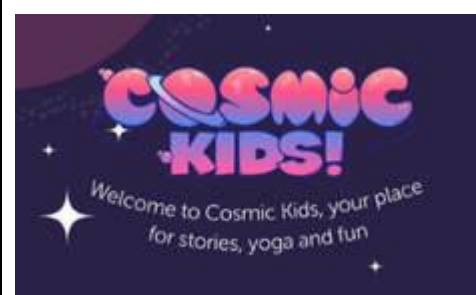 COSMiC
KIDS!
Welcome to Cosmic Kids, your place
for stories, yoga and fun